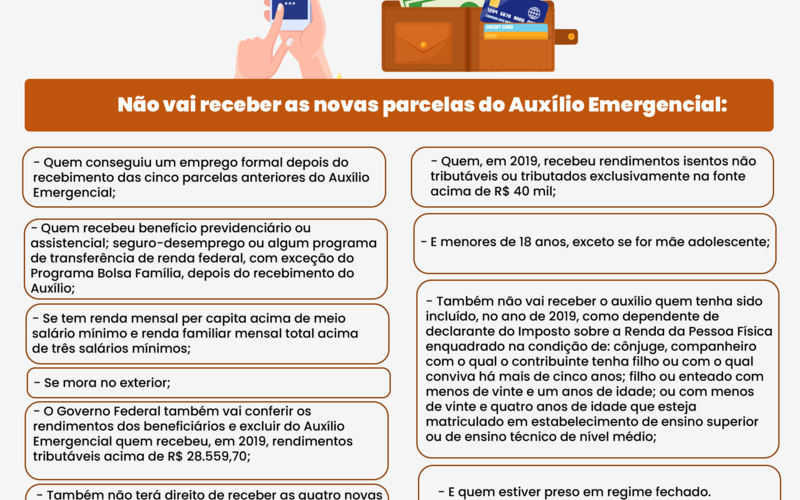 1234 5678 9000
CREDIT CARD
Não vai receber as novas parcelas do Auxílio Emergencial:
- Quem conseguiu um emprego formal depois do
recebimento das cinco parcelas anteriores do Auxílio
Emergencial;
- Quem recebeu benefício previdenciário ou
assistencial; seguro-desemprego ou algum programa
de transferência de renda federal, com exceção do
Programa Bolsa Família, depois do recebimento do
Auxílio;
- Se tem renda mensal per capita acima de meio
salário mínimo e renda familiar mensal total acima
de três salários mínimos;
- Se mora no exterior;
- O Governo Federal também vai conferir os
rendimentos dos beneficiários e excluir do Auxílio
Emergencial quem recebeu, em 2019, rendimentos
tributáveis acima de R$ 28.559,70;
- Também não terá direito de receber as quatro novas
- Quem, em 2019, recebeu rendimentos isentos não
tributáveis ou tributados exclusivamente na fonte
acima de R$ 40 mil;
- E menores de 18 anos, exceto se for mãe adolescente;
- Também não vai receber o auxílio quem tenha sido
incluído, no ano de 2019, como dependente de
declarante do Imposto sobre a Renda da Pessoa Física
enquadrado na condição de: cônjuge, companheiro
com o qual o contribuinte tenha filho ou com o qual
conviva há mais de cinco anos; filho ou enteado com
menos de vinte e um anos de idade; ou com menos
de vinte e quatro anos de idade que esteja
matriculado em estabelecimento de ensino superior
ou de ensino técnico de nível médio;
- E quem estiver preso em regime fechado.